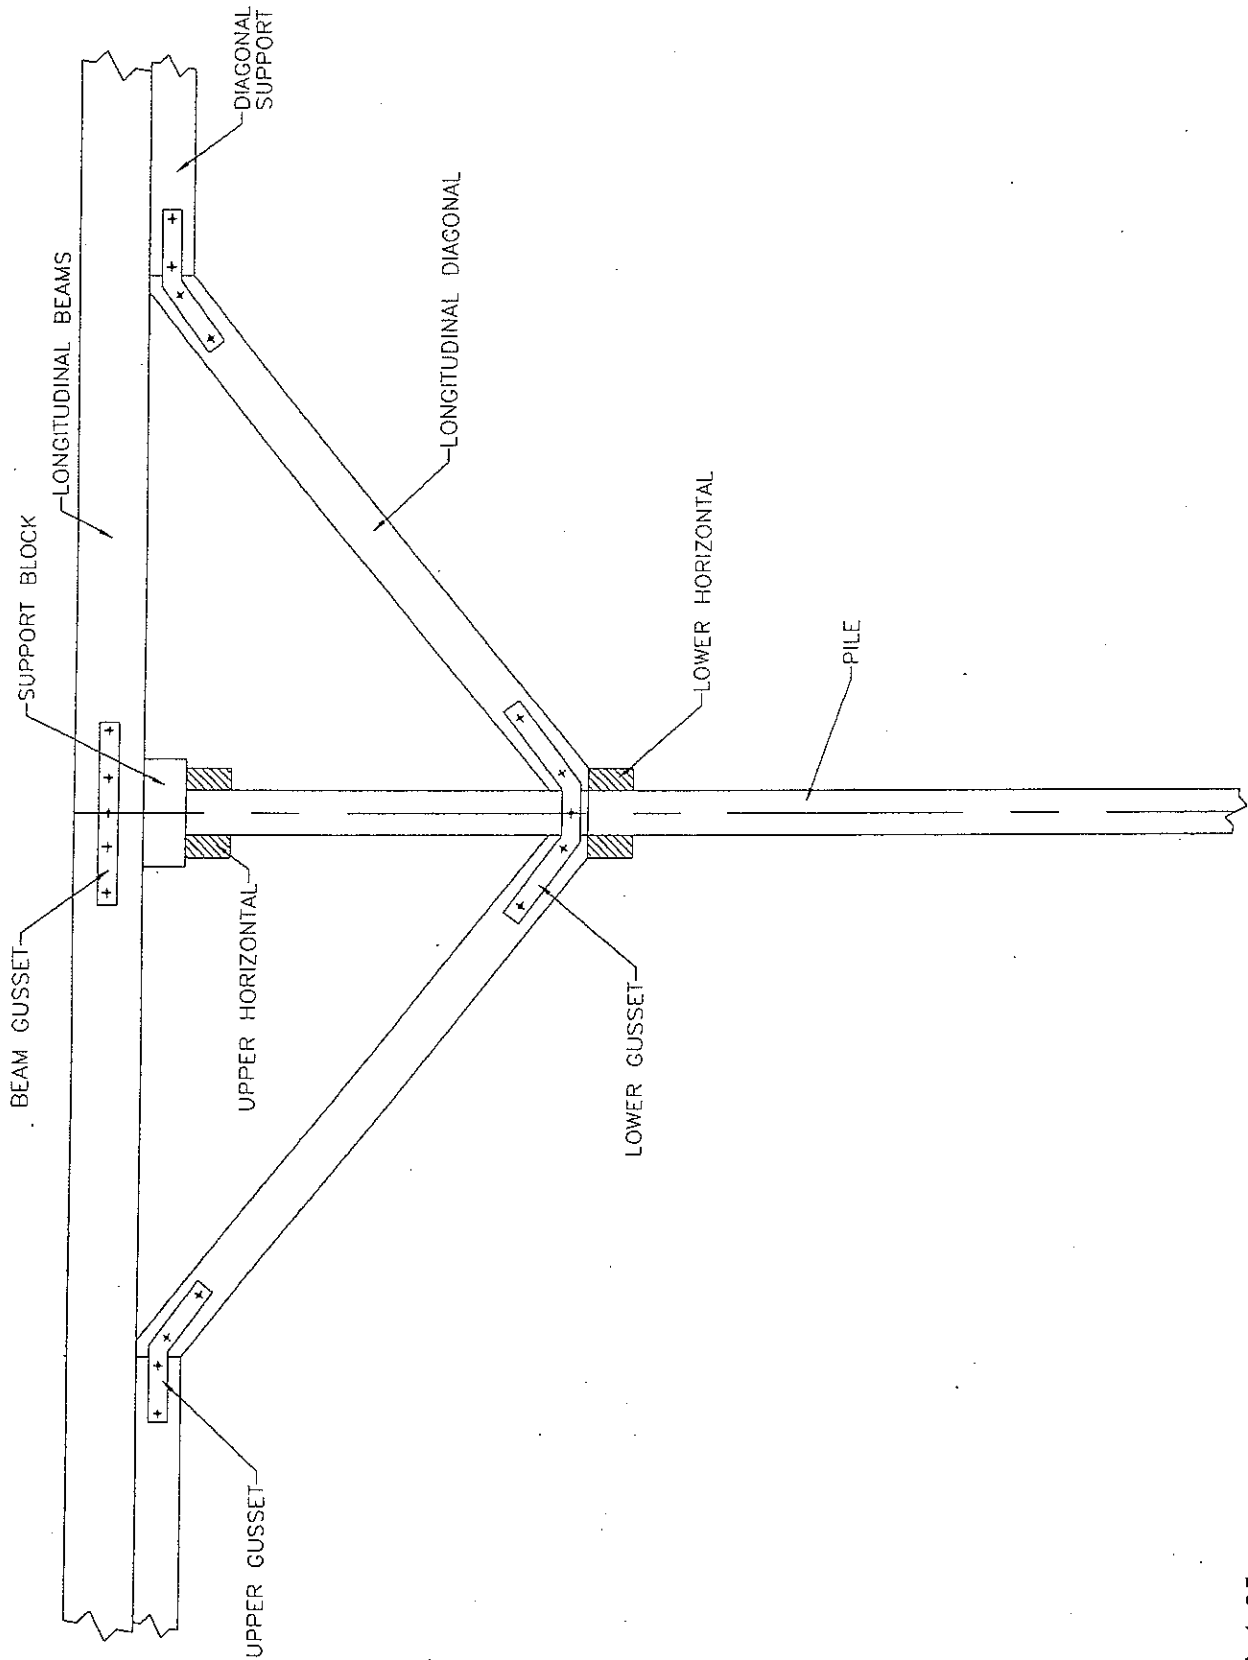 BEAM GUSSET
SUPPORT BLOCK
LONGITUDINAL BEAMS
DIAGONAL
SUPPORT
UPPER HORIZONTAL
LONGITUDINAL DIAGONAL
UPPER GUSSET
LOWER GUSSET
LOWER HORIZONTAL
PILE